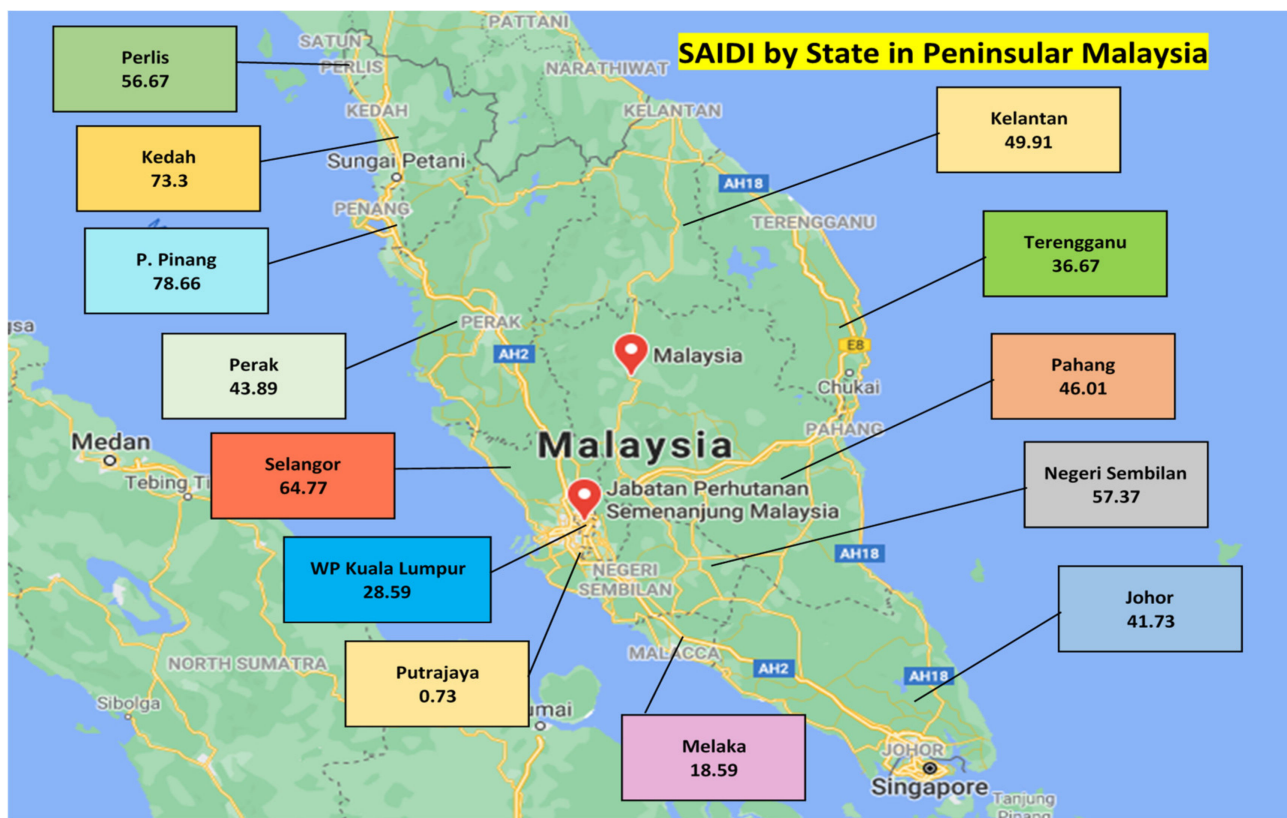 SAIDI by State in Peninsular Malaysia
PATTANI
SATUN
PERLIS
NARATHIWAT
KEDAH
KELANTAN
Perlis
56.67
Kelantan
49.91
Kedah
73.3
Sungai Petani
AH18
PENANG
TERENGGANU
P. Pinang
78.66
Terengganu
36.67
PERAK
AH2
Malaysia
E8
Chukai
Perak
43.89
Pahang
46.01
PAHANG
Medan
Tebing Ti
Malaysia
Selangor
64.77
Negeri Sembilan
57.37
Jabatan Perhutanan
Semenanjung Malaysia
AH18
WP Kuala Lumpur
28.59
NEGERI
SEMBILAN
Johor
41.73
NORTH SUMATRA
MALACCA
AH2
AH18
Putrajaya
0.73
Sibolga
umai
Melaka
18.59
JOHOR
Singapore
Tanjung
Pinang